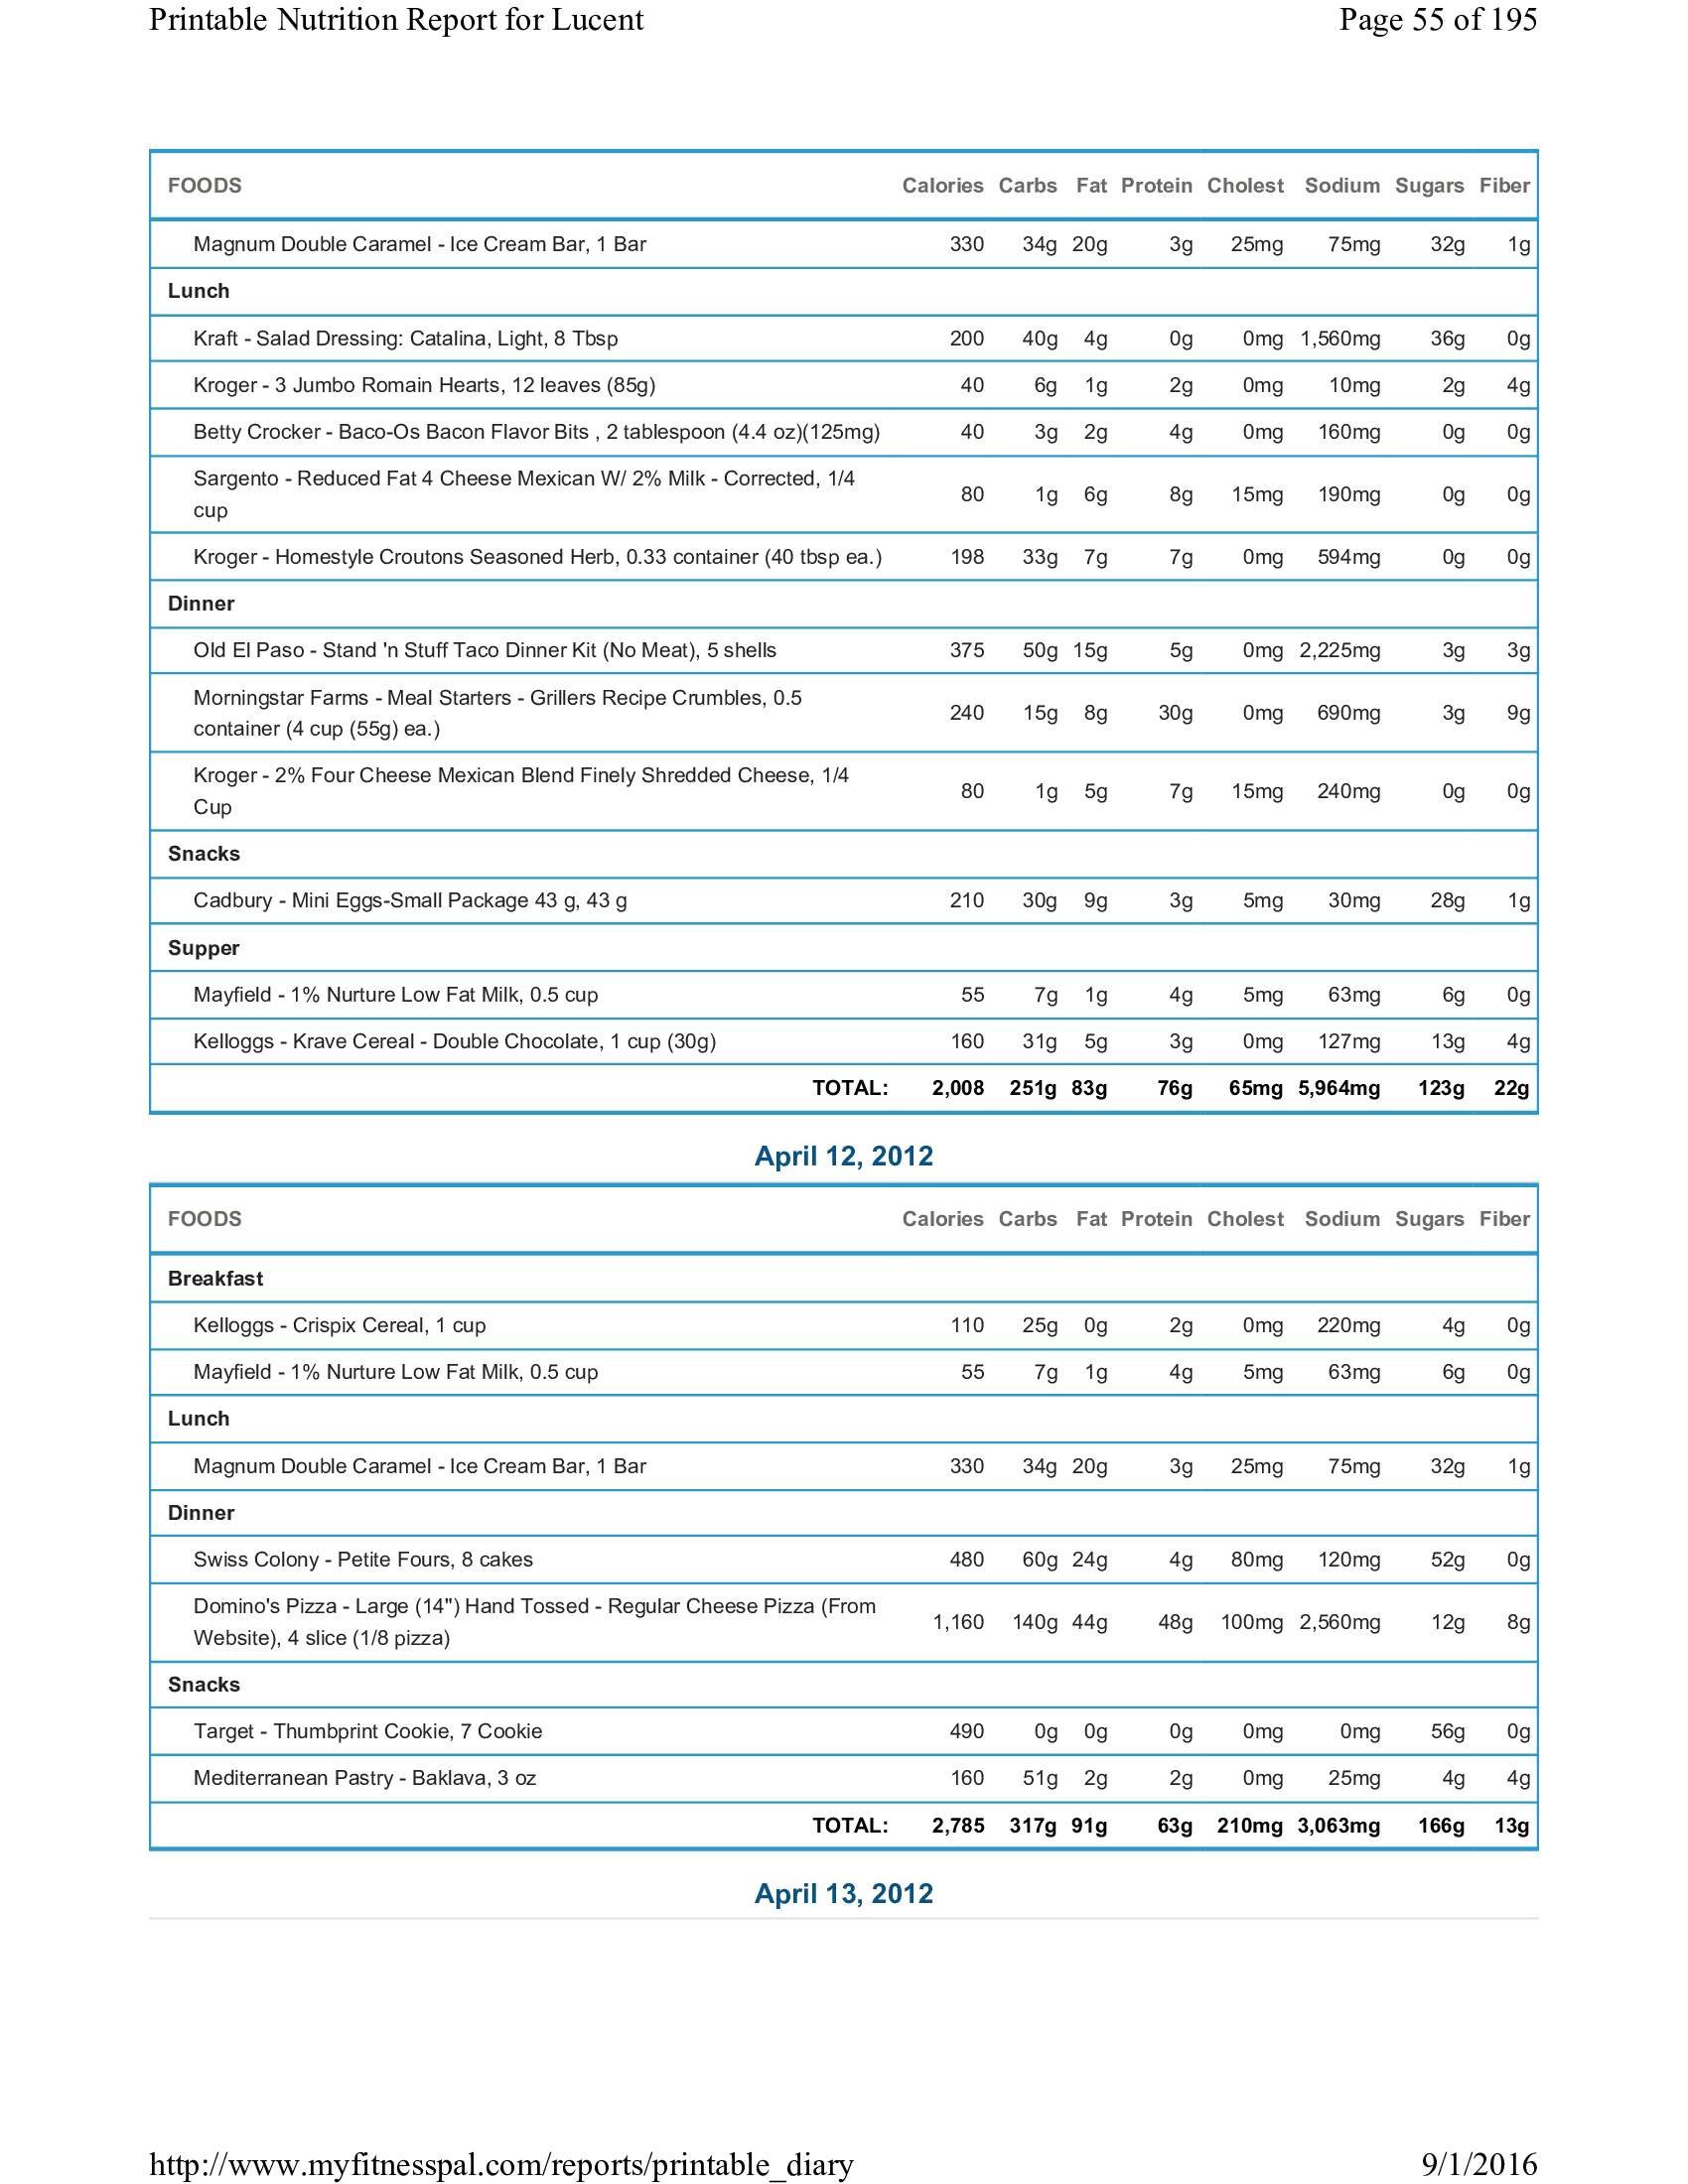 Printable Nutrition Report for Lucent Page 55 of 195
FOODS Calories Carbs Fat Protein Cholest Sodium Sugars Fiber
Magnum Double Caramel - Ice Cream Bar, 1 Bar 330 34g 20g 3g 25mg 75mg 32g 1g
Lunch
Kraft - Salad Dressing: Catalina, Light, 8 Tbsp 200 40g 4g 0g 0mg 1,560mg 36g 0g
Kroger - 3 Jumbo Romain Hearts, 12 leaves (85g) 40 6g 1g 2g 0mg 10mg 2g 4g
Betty Crocker - Baco-Os Bacon Flavor Bits , 2 tablespoon (4.4 oz)(125mg) 40 3g 2g 4g 0mg 160mg 0g 0g
Sargento - Reduced Fat 4 Cheese Mexican W/ 2% Milk - Corrected, 1/4
cup 80 1g 6g 8g 15mg 190mg 0g 0g
Kroger - Homestyle Croutons Seasoned Herb, 0.33 container (40 tbsp ea.) 198 33g 7g 7g 0mg 594mg 0g 0g
Dinner
Old El Paso - Stand 'n Stuff Taco Dinner Kit (No Meat), 5 shells 375 50g 15g 5g 0mg 2,225mg 3g 3g
Morningstar Farms - Meal Starters - Grillers Recipe Crumbles, 0.5
container (4 cup (55g) ea.) 240 15g 8g 30g 0mg 690mg 3g 9g
Kroger - 2% Four Cheese Mexican Blend Finely Shredded Cheese, 1/4
Cup 80 1g 5g 7g 15mg 240mg 0g 0g
Snacks
Cadbury - Mini Eggs-Small Package 43 g, 43 g 210 30g 9g 3g 5mg 30mg 28g 1g
Supper
Mayfield - 1% Nurture Low Fat Milk, 0.5 cup 55 7g 1g 4g 5mg 63mg 6g 0g
Kelloggs - Krave Cereal - Double Chocolate, 1 cup (30g) 160 31g 5g 3g 0mg 127mg 13g 4g
TOTAL: 2,008 251g 83g 76g 65mg 5,964mg 123g 22g
April 12, 2012
FOODS Calories Carbs Fat Protein Cholest Sodium Sugars Fiber
Breakfast
Kelloggs - Crispix Cereal, 1 cup 110 25g 0g 2g 0mg 220mg 4g 0g
Mayfield - 1% Nurture Low Fat Milk, 0.5 cup 55 7g 1g 4g 5mg 63mg 6g 0g
Lunch
Magnum Double Caramel - Ice Cream Bar, 1 Bar 330 34g 20g 3g 25mg 75mg 32g 1g
Dinner
Swiss Colony - Petite Fours, 8 cakes 480 60g 24g 4g 80mg 120mg 52g 0g
Domino's Pizza - Large (14") Hand Tossed - Regular Cheese Pizza (From
Website), 4 slice (1/8 pizza) 1,160 140g 44g 48g 100mg 2,560mg 12g 8g
Snacks
Target - Thumbprint Cookie, 7 Cookie 490 0g 0g 0g 0mg 0mg 56g 0g
Mediterranean Pastry - Baklava, 3 oz 160 51g 2g 2g 0mg 25mg 4g 4g
TOTAL: 2,785 317g 91g 63g 210mg 3,063mg 166g 13g
April 13, 2012
http://www.myfitnesspal.com/reports/printable_diary 9/1/2016